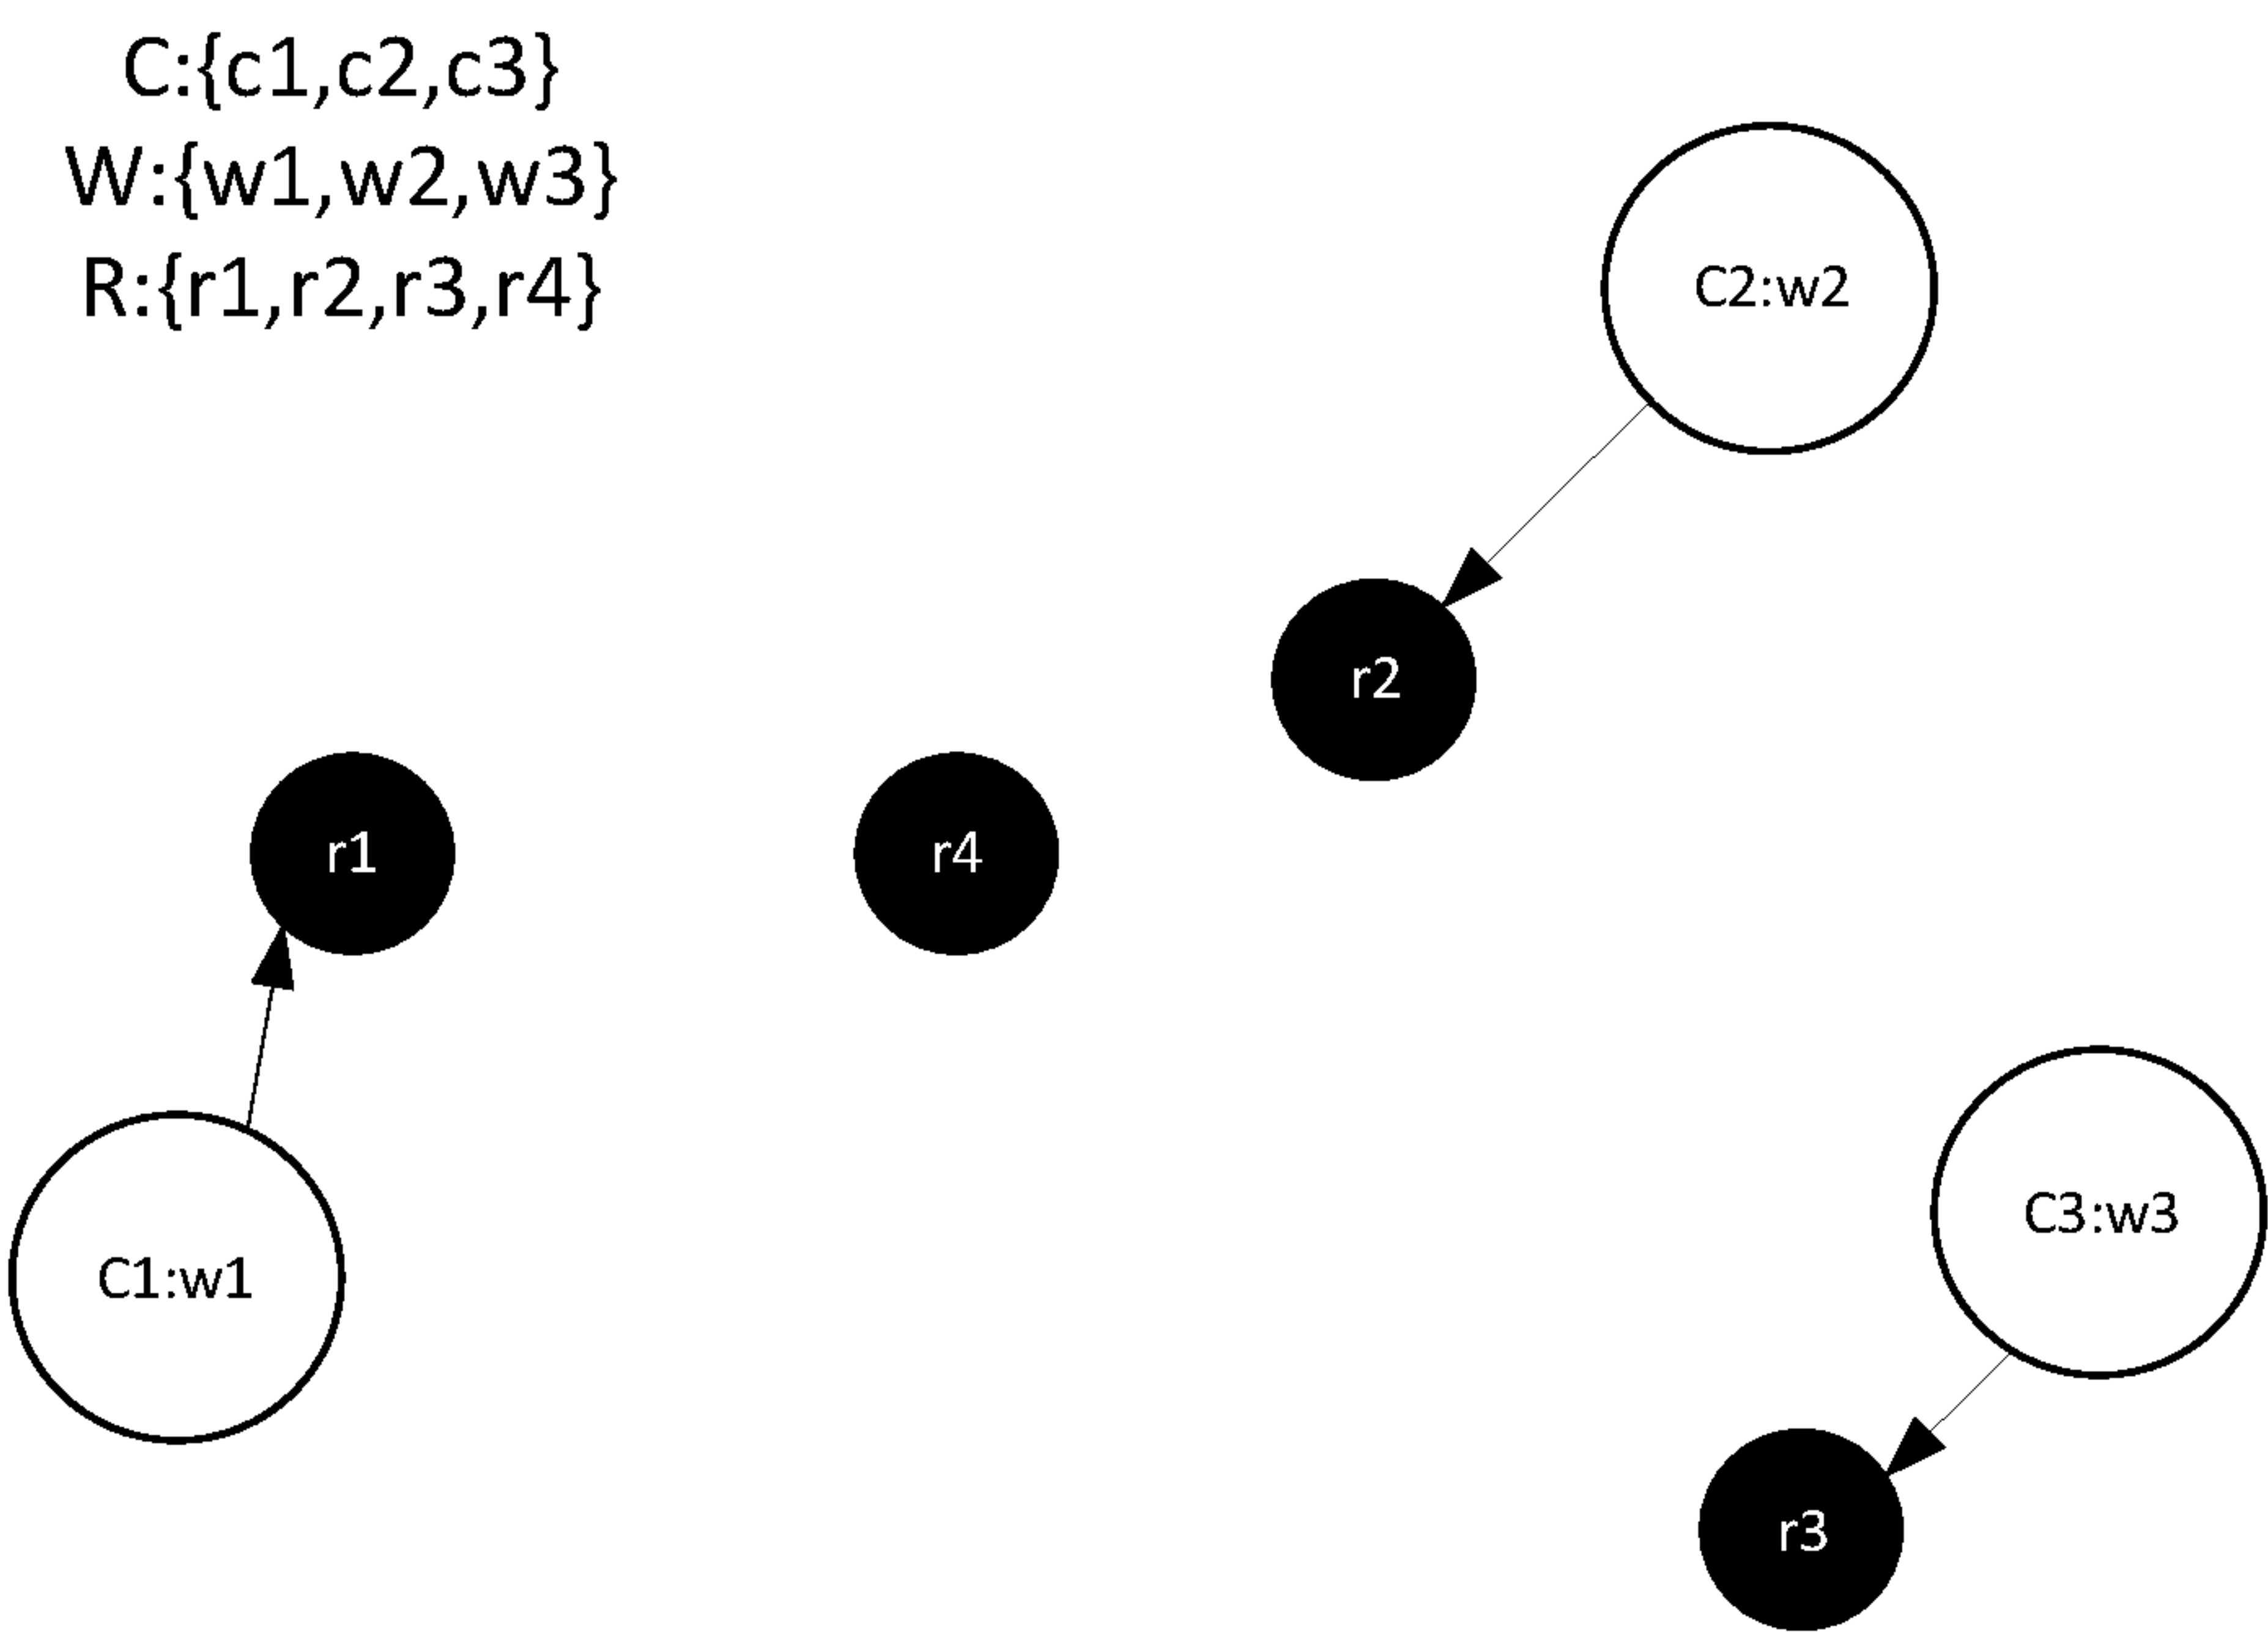 C:{c1,c2,c3}
W:{w1,w2,w3}
R:{r1,r2,r3,r4}
C2:w2
r2
r1
r4
C3:w3
C1:w1
r3